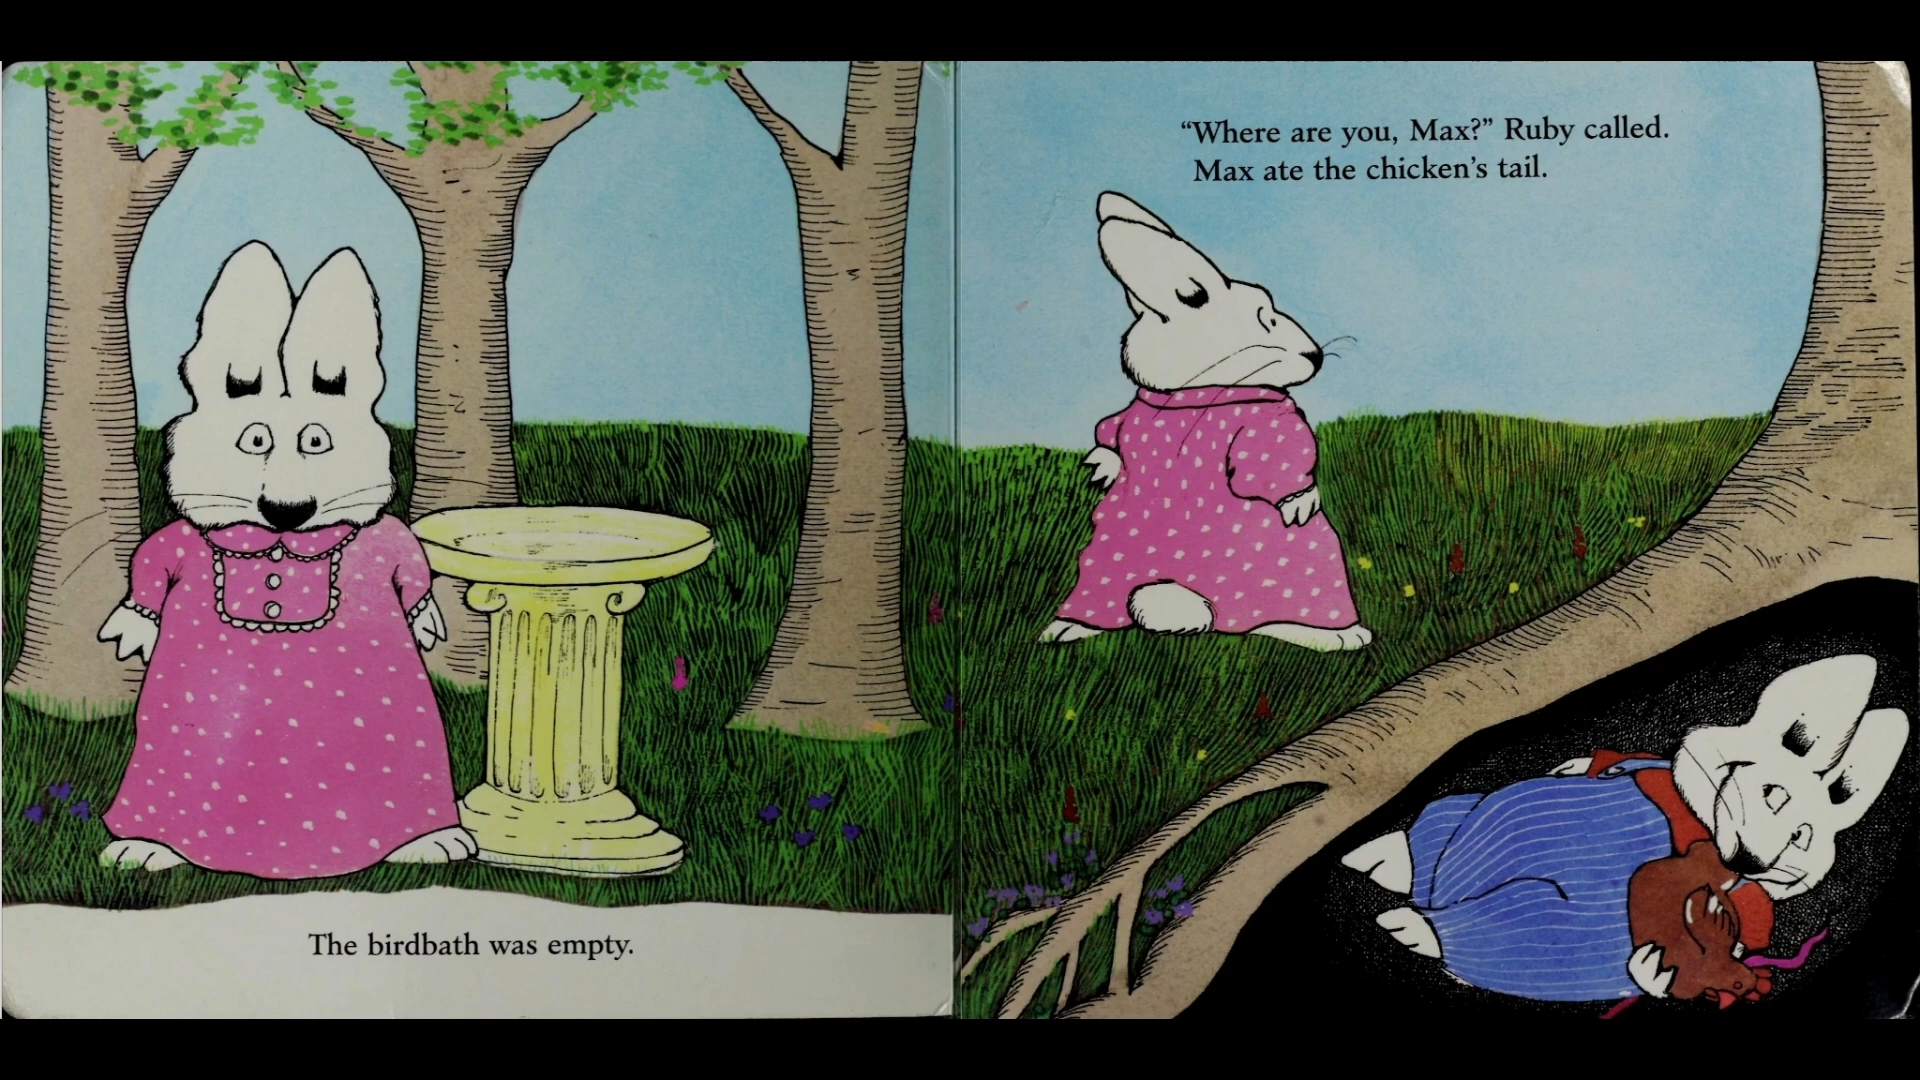 The birdbath was empty.
“Where are you, Max?” Ruby called.
Max ate the chicken’s tail.